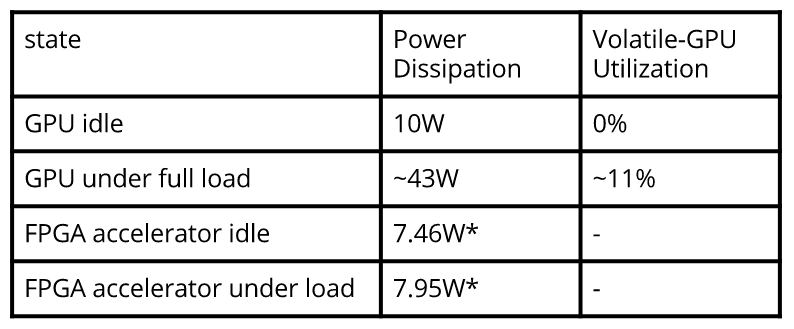 state
Power
Dissipation
Volatile-GPU
Utilization
GPU idle
10W
0%
GPU under full load
~43W
~11%
FPGA accelerator idle
7.46W*
-
FPGA accelerator under load
7.95W*
-